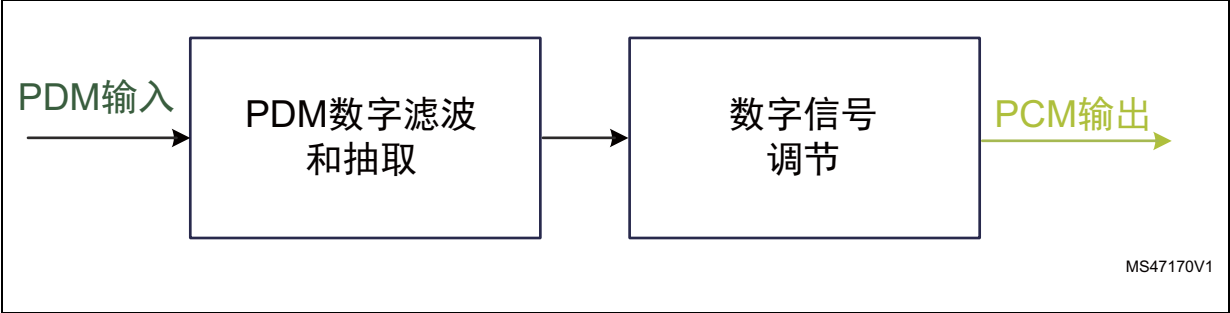 PDM输入
PDM数字滤波
和抽取
数字信号
调节
PCM输出
MS47170V1